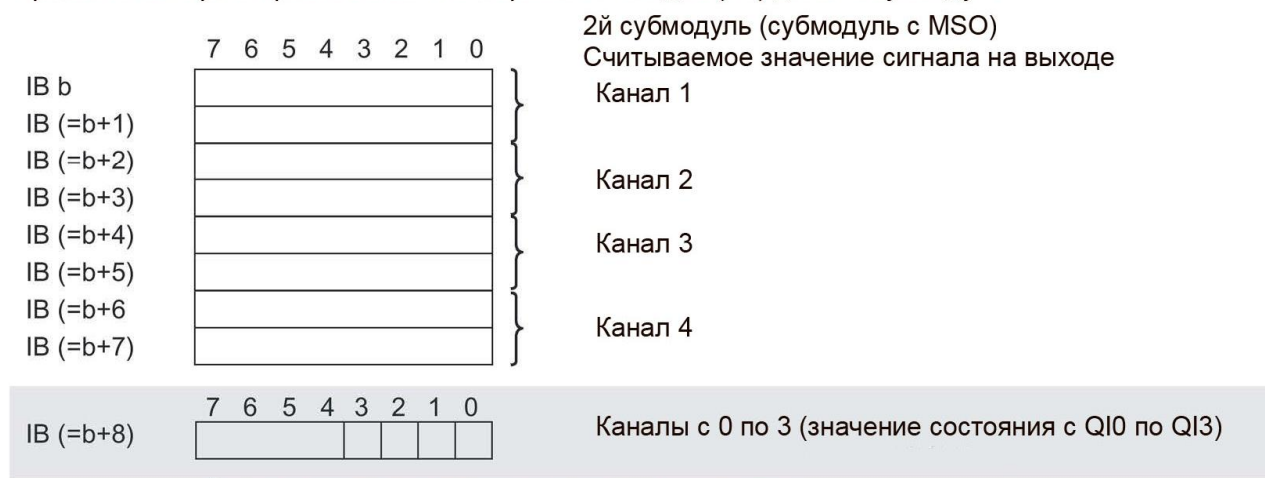 2й субмодуль (субмодуль с MSO)
Считываемое значение сигнала на выходе
7 6 5 4 3 2 1 0
IB b
Канал 1
IB (=b+1)
IB (=b+2)
Канал 2
IB (=b+3)
IB (=b+4)
Канал 3
IB (=b+5)
IB (=b+6
Канал 4
IB (=b+7)
7 6 5 4 3 2 1 0
IB (=b+8)
Каналы с 0 по 3 (значение состояния с QI0 по QI3)